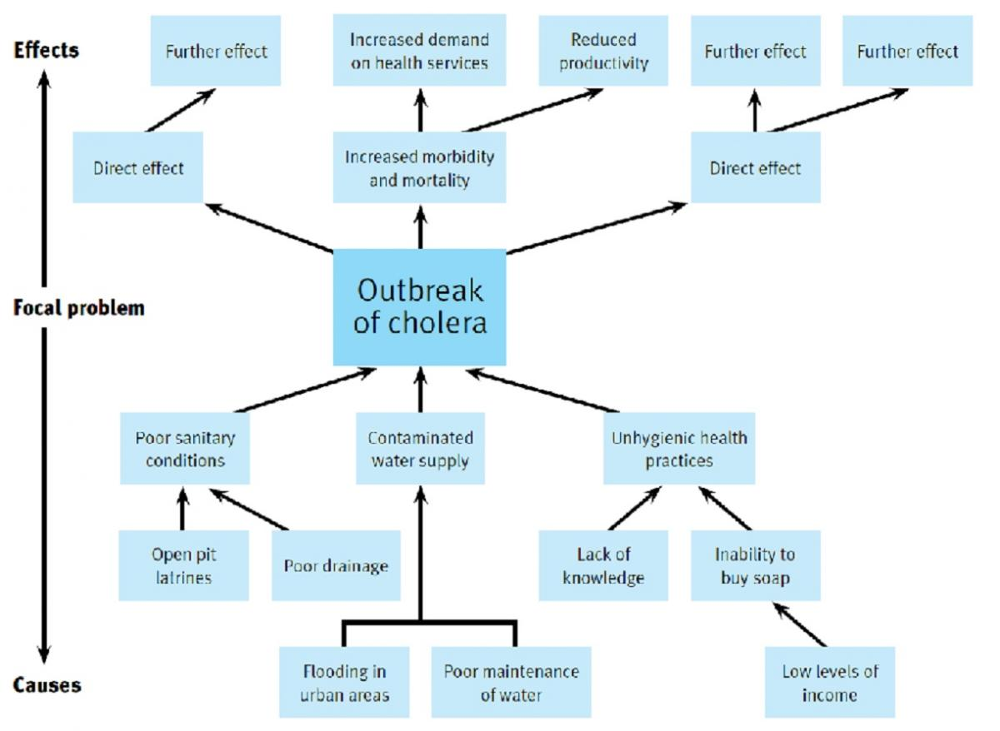 Effects
Further effect
Increased demand
on health services
Reduced
productivity
Further effect
Further effect
Direct effect
Increased morbidity
and mortality
Direct effect
Focal problem
Outbreak
of cholera
Poor sanitary
conditions
Contaminated
water supply
Unhygienic health
practices
Open pit
latrines
Poor drainage
Lack of
knowledge
Inability to
buy soap
Causes
Flooding in
urban areas
Poor maintenance
of water
Low levels of
income